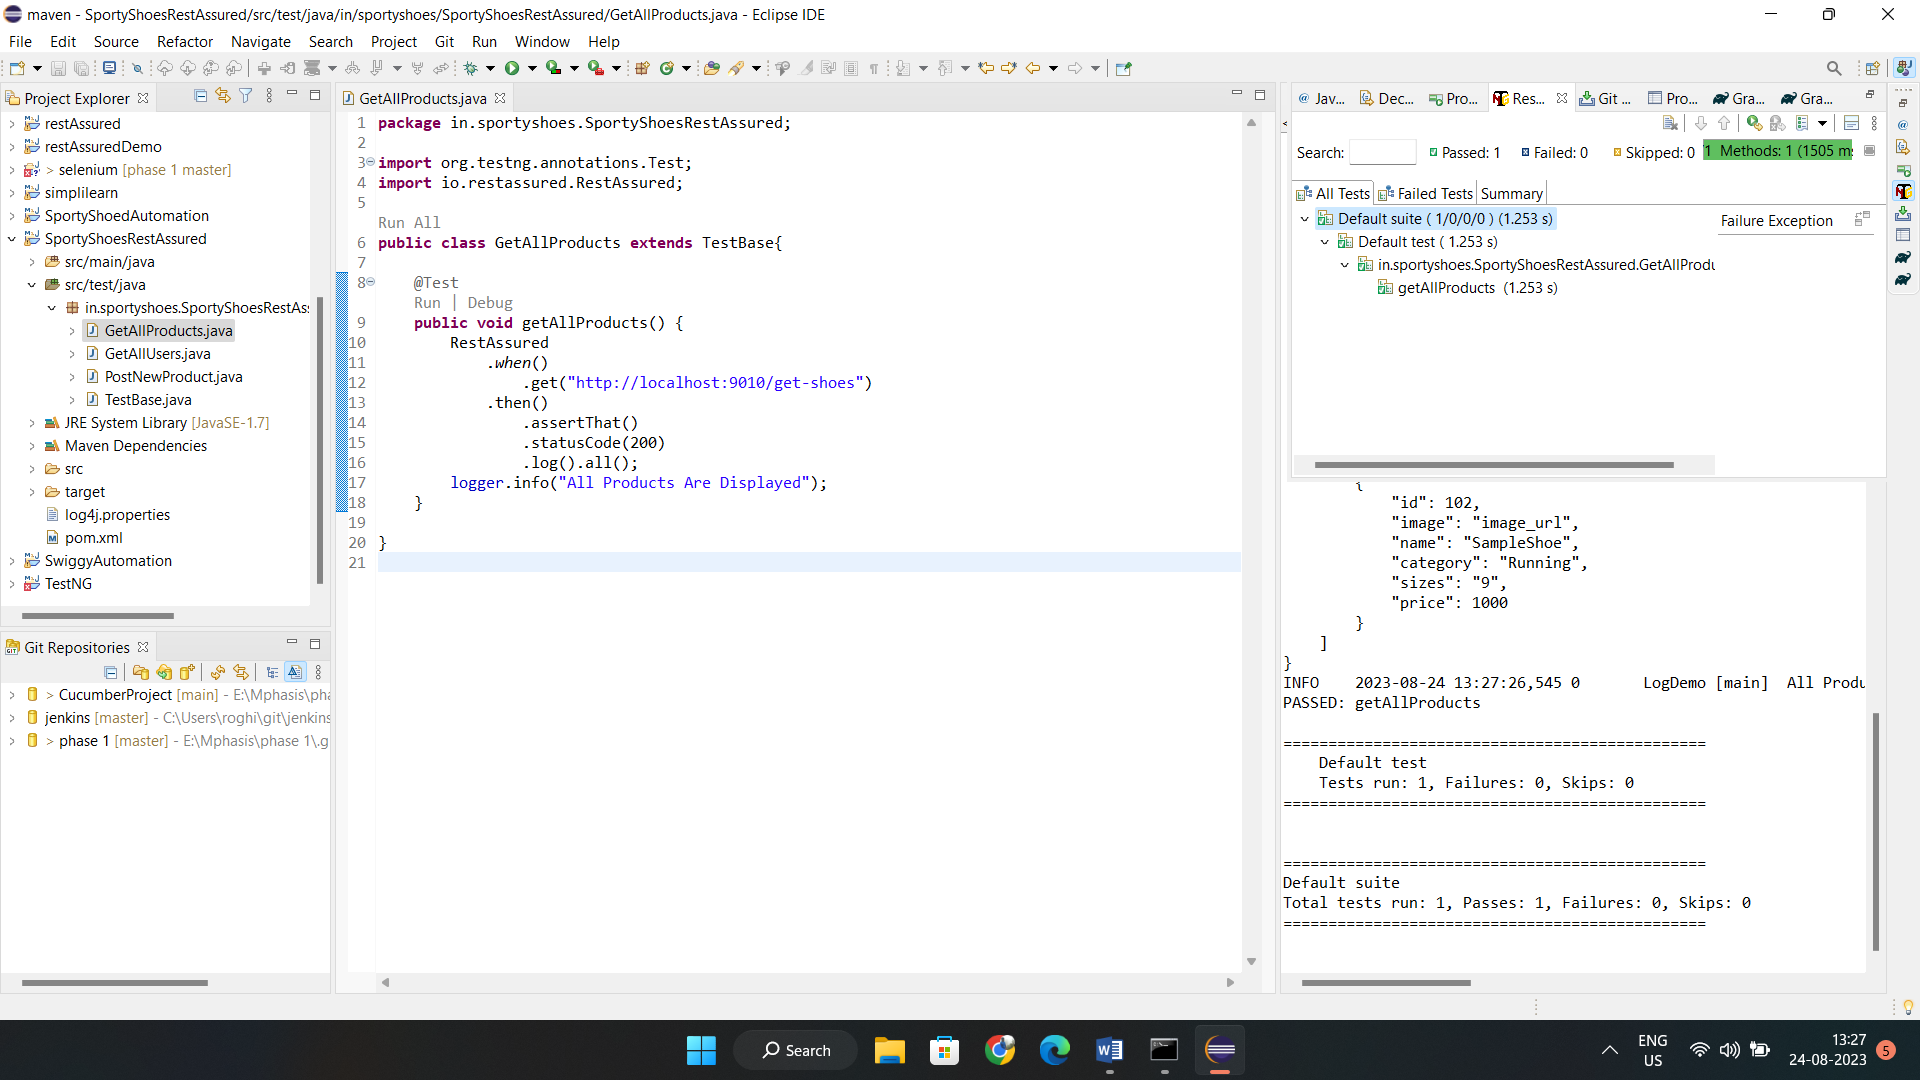 maven - SportyShoesRestAssured/src/test/java/in/sportyshoes/SportyShoesRestAssured/GetAllProducts.java - Eclipse IDE
File Edit Source Refactor Navigate Search Project Git Run Window Help
Project Explorer
restAssured
restAssuredDemo
> selenium [phase 1 master]
simplilearn
SportyShoedAutomation
SportyShoesRestAssured
src/main/java
src/test/java
in.sportyshoes.SportyShoesRestAs
GetAllProducts.java
GetAllUsers.java
PostNewProduct.java
TestBase.java
JRE System Library [JavaSE-1.7]
Maven Dependencies
src
target
log4j.properties
pom.xml
SwiggyAutomation
TestNG
Git Repositories
> CucumberProject [main] - E:\Mphasis\pha
jenkins [master] - C:\Users\roghi\git\jenkins
> phase 1 [master] - E:\Mphasis\phase 1\.g
GetAllProducts.java
1 package in.sportyshoes.SportyShoesRestAssured;
2
3 import org.testng.annotations.Test;
4 import io.restassured.RestAssured;
5
Run All
6 public class GetAllProducts extends TestBase{
7
8 @Test
Run | Debug
9 public void getAllProducts() {
10 RestAssured
11 .when()
12 .get("http://localhost:9010/get-shoes")
13 .then()
14 .assertThat()
15 .statusCode(200)
16 .log().all();
17 logger.info("All Products Are Displayed");
18 }
19
20 }
21
@ Jav... Dec... Pro... Res... Git ... Pro... Gra... Gra...
Search: Passed: 1 Failed: 0 Skipped: 0 1 Methods: 1 (1505 ms
All Tests Failed Tests Summary
Default suite ( 1/0/0/0 ) (1.253 s)
Default test ( 1.253 s)
in.sportyshoes.SportyShoesRestAssured.GetAllProdu
getAllProducts (1.253 s)
Failure Exception
{
"id": 102,
"image": "image_url",
"name": "SampleShoe",
"category": "Running",
"sizes": "9",
"price": 1000
}
]
}
INFO 2023-08-24 13:27:26,545 0 LogDemo [main] All Produ
PASSED: getAllProducts
===============================================
Default test
Tests run: 1, Failures: 0, Skips: 0
===============================================
===============================================
Default suite
Total tests run: 1, Passes: 1, Failures: 0, Skips: 0
===============================================
Search
ENG
US
13:27
24-08-2023
5